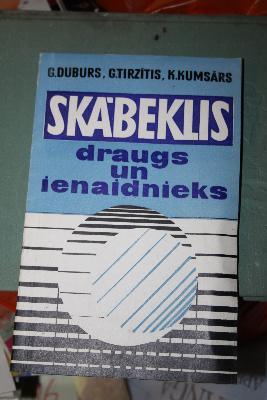 G.DUBURS, G.TIRZĪTIS, K.KUMSĀRS
SKĀBEKLIS
draugs
un
ienaidnieks